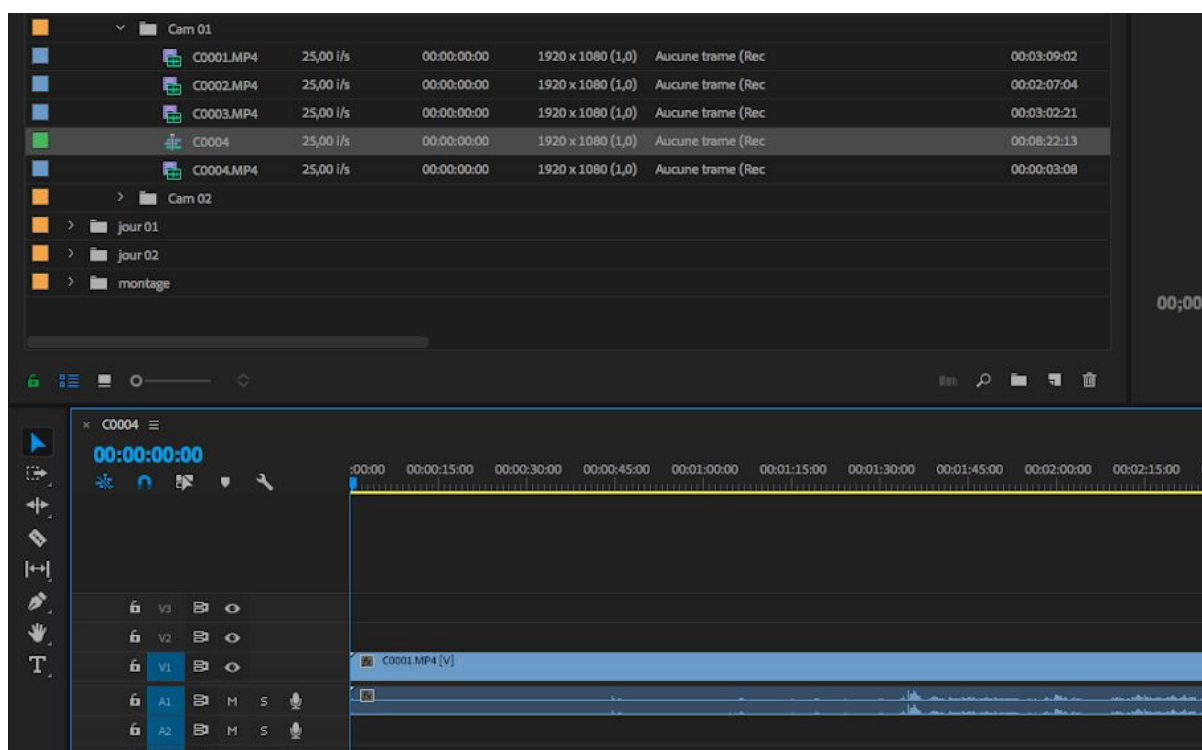 Cam 01
C0001.MP4 25,00 i/s 00:00:00:00 1920 x 1080 (1,0) Aucune trame (Rec 00:03:09:02
C0002.MP4 25,00 i/s 00:00:00:00 1920 x 1080 (1,0) Aucune trame (Rec 00:02:07:04
C0003.MP4 25,00 i/s 00:00:00:00 1920 x 1080 (1,0) Aucune trame (Rec 00:03:02:21
C0004 25,00 i/s 00:00:00:00 1920 x 1080 (1,0) Aucune trame (Rec 00:08:22:13
C0004.MP4 25,00 i/s 00:00:00:00 1920 x 1080 (1,0) Aucune trame (Rec 00:00:03:08
Cam 02
jour 01
jour 02
montage
00;00
C0004
00:00:00:00
:00:00 00:00:15:00 00:00:30:00 00:00:45:00 00:01:00:00 00:01:15:00 00:01:30:00 00:01:45:00 00:02:00:00 00:02:15:00
V3
V2
V1 fx C0001.MP4 [V]
A1 M S fx
A2 M S